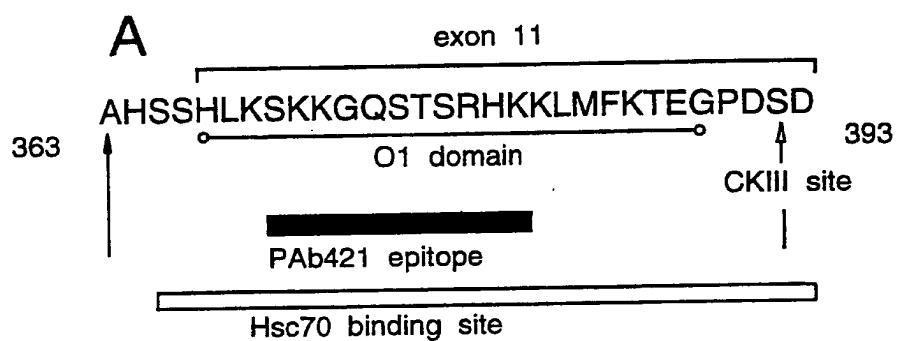 A
exon 11
AHSSHLKSKKGQSTSRHKKLMFKTEGPDSD
363
393
O1 domain
CKIII site
PAb421 epitope
Hsc70 binding site